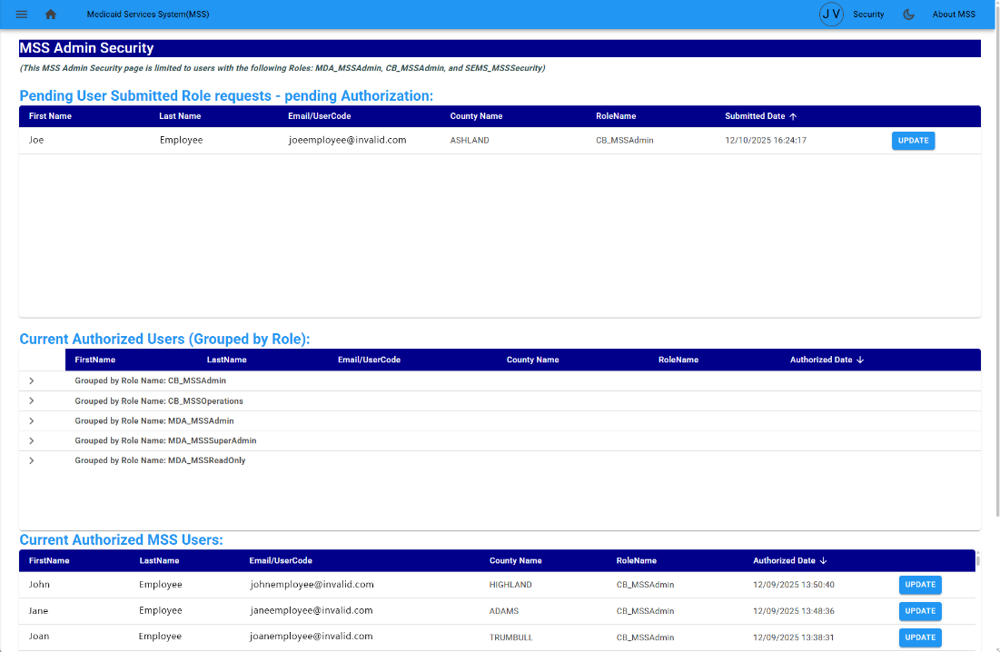 Medicaid Services System(MSS) J V Security About MSS
MSS Admin Security
(This MSS Admin Security page is limited to users with the following Roles: MDA_MSSAdmin, CB_MSSAdmin, and SEMS_MSSSecurity)
Pending User Submitted Role requests - pending Authorization:
First Name Last Name Email/UserCode County Name RoleName Submitted Date
Joe Employee joeemployee@invalid.com ASHLAND CB_MSSAdmin 12/10/2025 16:24:17 UPDATE
Current Authorized Users (Grouped by Role):
FirstName LastName Email/UserCode County Name RoleName Authorized Date
Grouped by Role Name: CB_MSSAdmin
Grouped by Role Name: CB_MSSOperations
Grouped by Role Name: MDA_MSSAdmin
Grouped by Role Name: MDA_MSSSuperAdmin
Grouped by Role Name: MDA_MSSReadOnly
Current Authorized MSS Users:
FirstName LastName Email/UserCode County Name RoleName Authorized Date
John Employee johnemployee@invalid.com HIGHLAND CB_MSSAdmin 12/09/2025 13:50:40 UPDATE
Jane Employee janeemployee@invalid.com ADAMS CB_MSSAdmin 12/09/2025 13:48:36 UPDATE
Joan Employee joanemployee@invalid.com TRUMBULL CB_MSSAdmin 12/09/2025 13:38:31 UPDATE